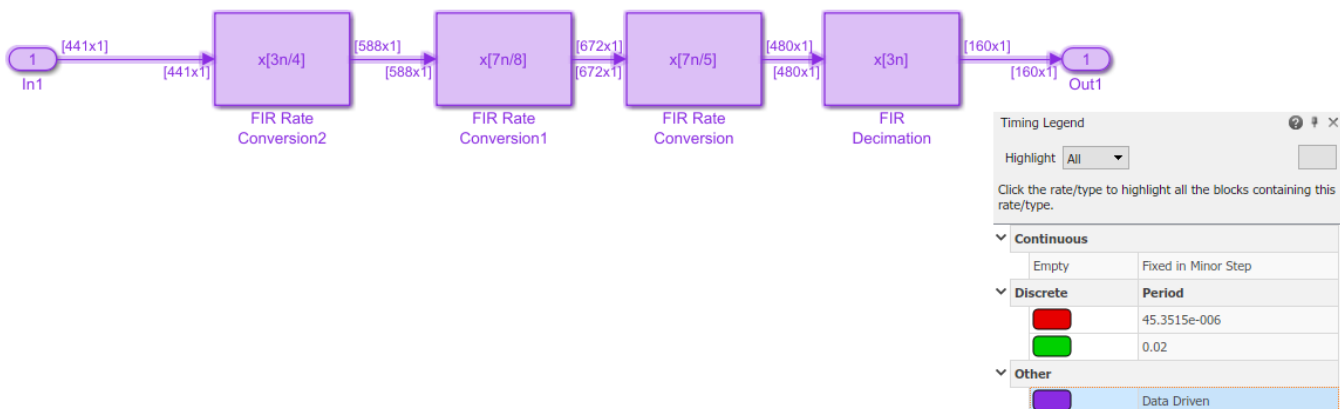 [441x1]
[588x1]
[672x1]
[480x1]
[160x1]
1
x[3n/4]
x[7n/8]
x[7n/5]
x[3n]
1
[441x1]
[588x1]
[672x1]
[480x1]
[160x1]
In1
Out1
FIR Rate
Conversion2
FIR Rate
Conversion1
FIR Rate
Conversion
FIR
Decimation
Timing Legend
Highlight All
Click the rate/type to highlight all the blocks containing this
rate/type.
Continuous
Empty Fixed in Minor Step
Discrete Period
45.3515e-006
0.02
Other
Data Driven